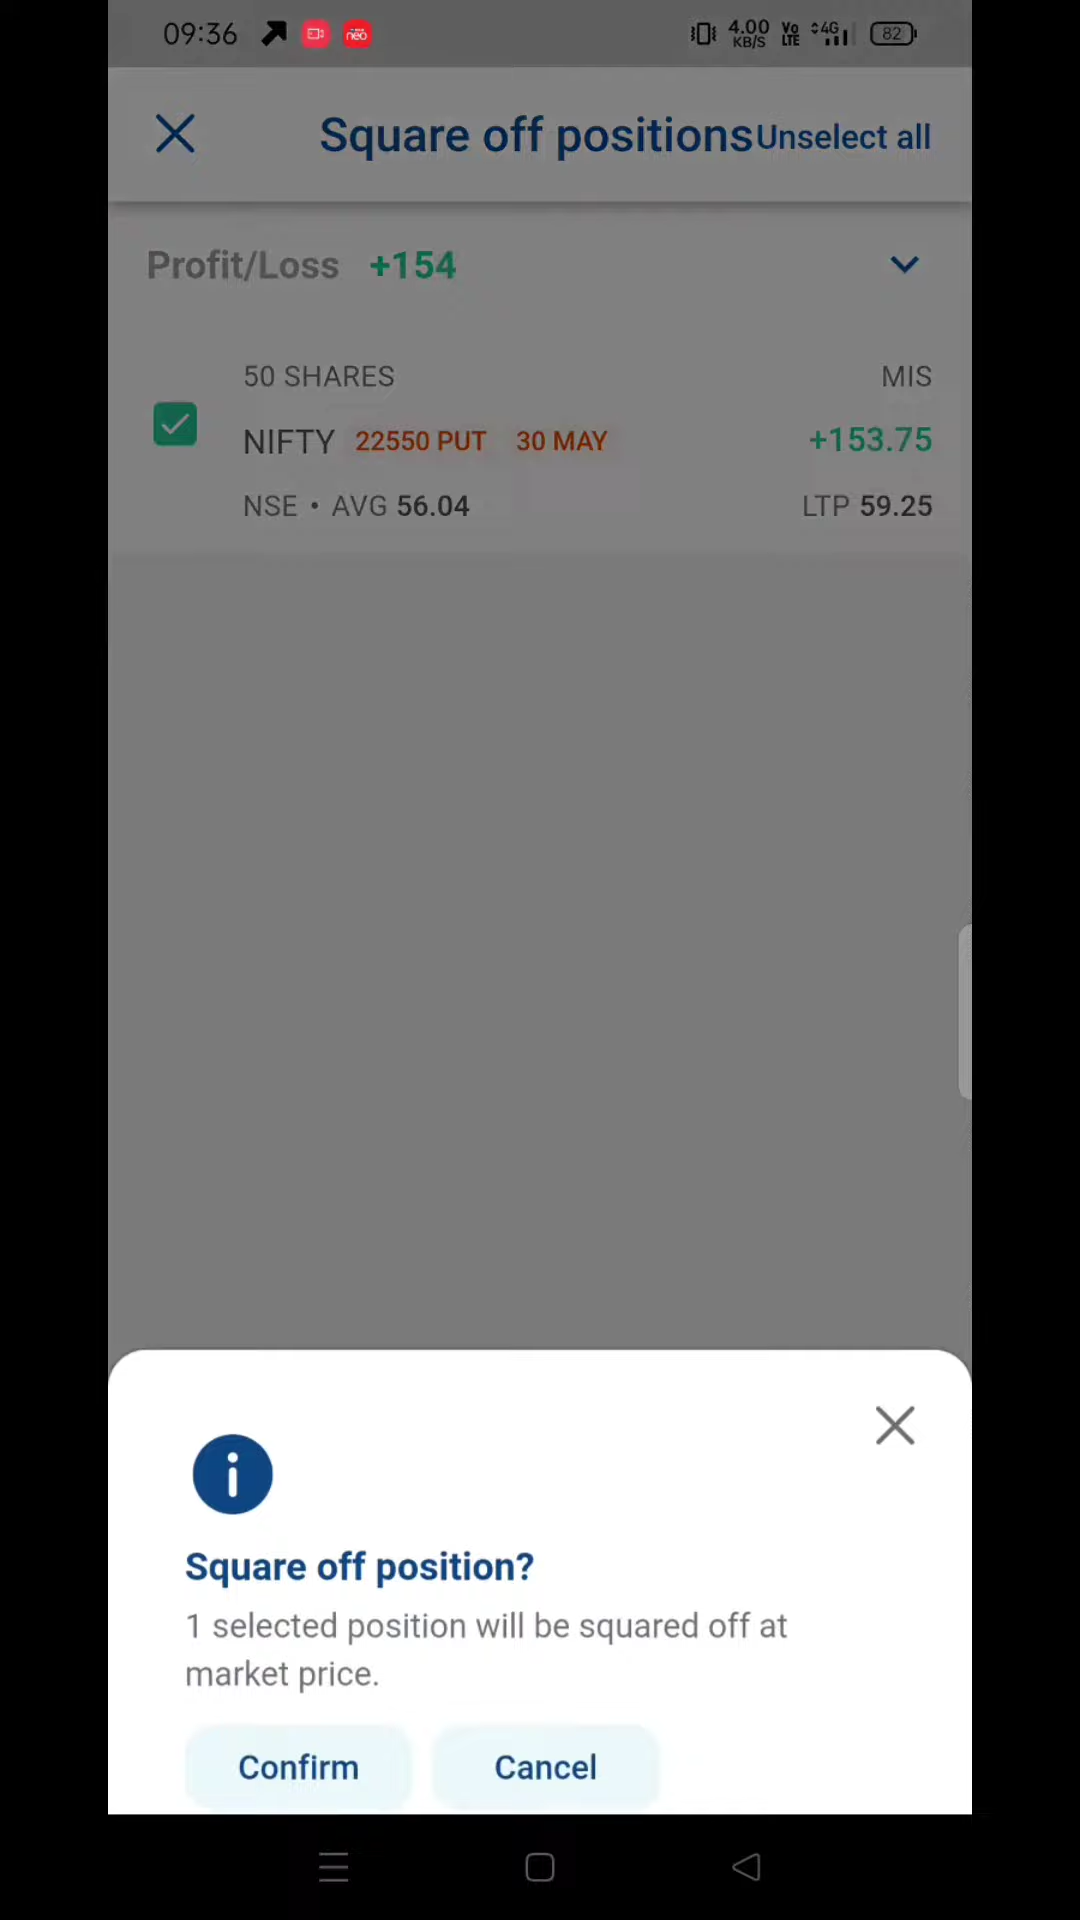 09:36 neo 4.00 KB/S Vo LTE 4G 82
Square off positions Unselect all
Profit/Loss +154
50 SHARES MIS
NIFTY 22550 PUT 30 MAY +153.75
NSE • AVG 56.04 LTP 59.25
Square off position?
1 selected position will be squared off at
market price.
Confirm Cancel